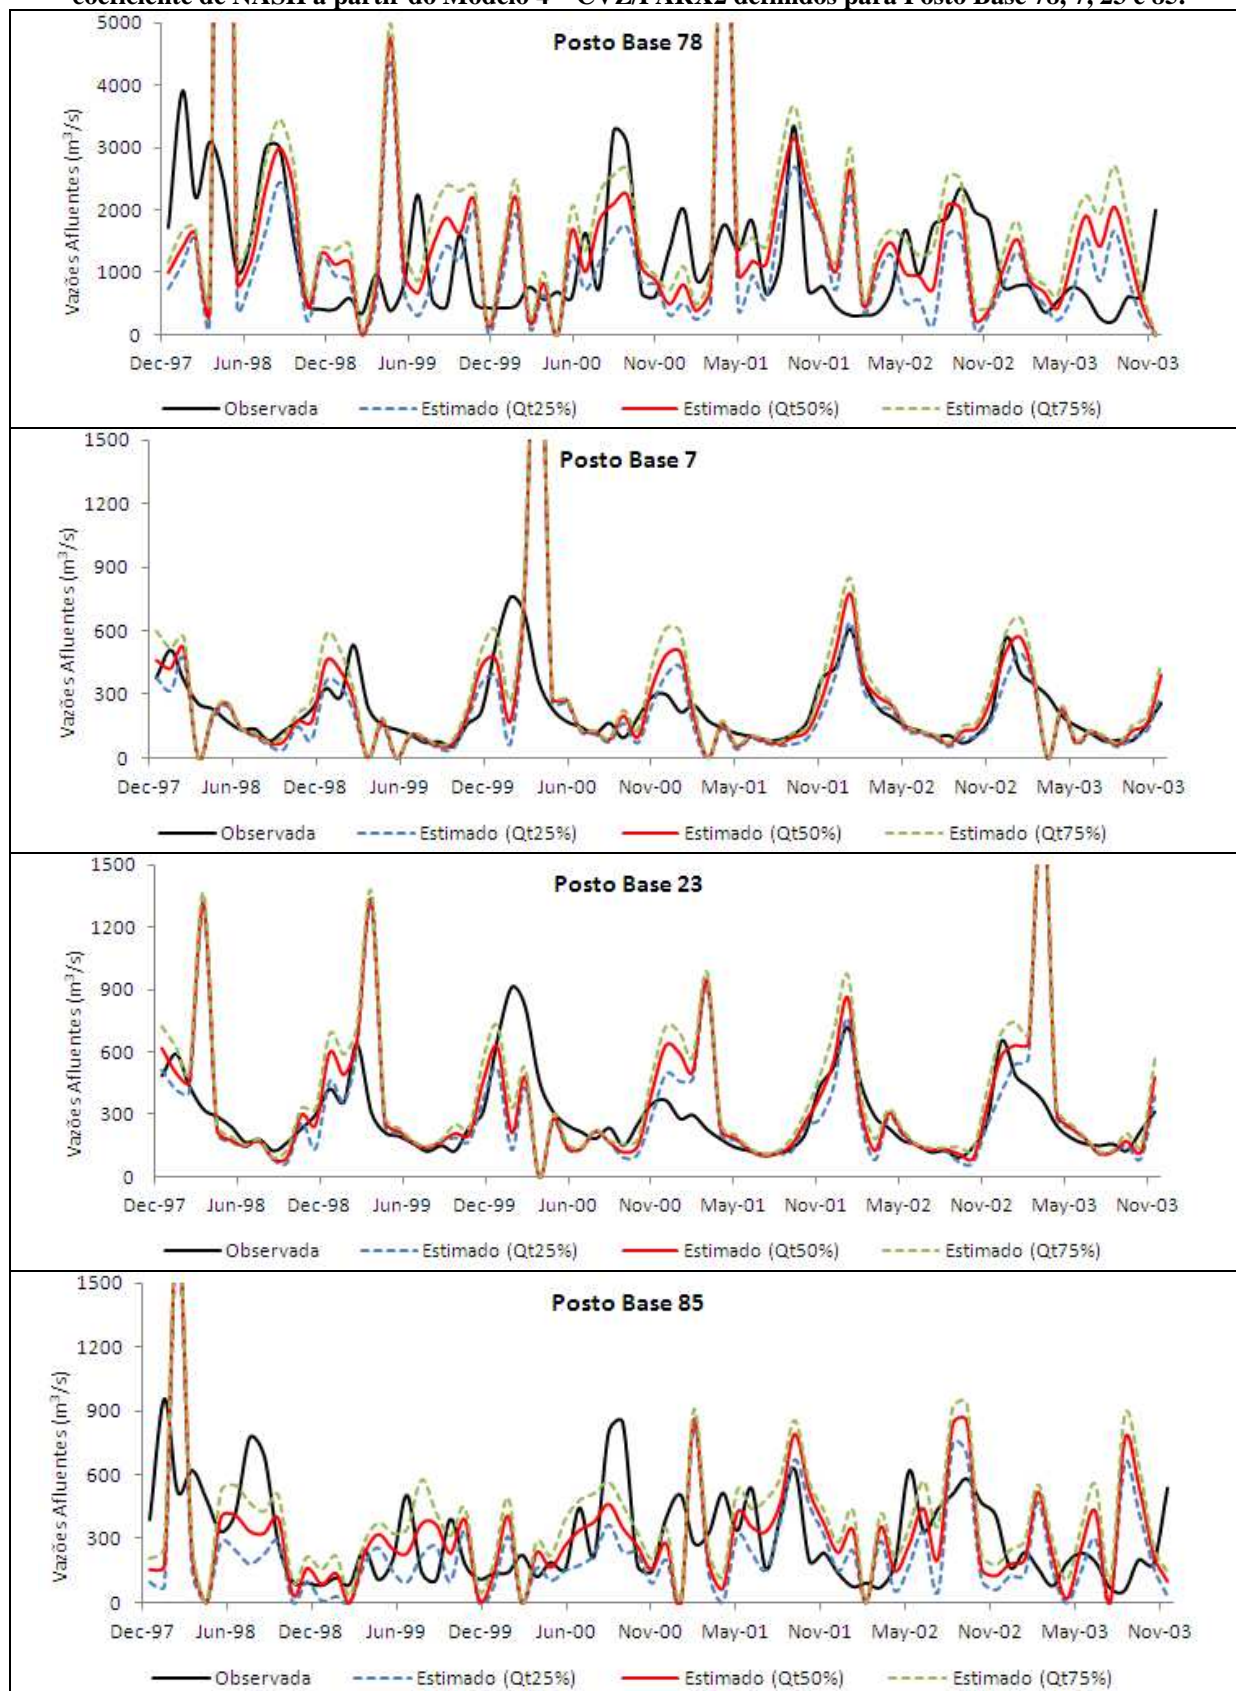 coeficiente de NASH a partir do Modelo 4 – CVZ/PARX2 definidos para Posto Base 78, 7, 23 e 85.
Posto Base 78
Vazões Afluentes (m³/s)
5000
4000
3000
2000
1000
0
Dec-97 Jun-98 Dec-98 Jun-99 Dec-99 Jun-00 Nov-00 May-01 Nov-01 May-02 Nov-02 May-03 Nov-03
Observada Estimado (Qt25%) Estimado (Qt50%) Estimado (Qt75%)
Posto Base 7
Vazões Afluentes (m³/s)
1500
1200
900
600
300
0
Dec-97 Jun-98 Dec-98 Jun-99 Dec-99 Jun-00 Nov-00 May-01 Nov-01 May-02 Nov-02 May-03 Nov-03
Observada Estimado (Qt25%) Estimado (Qt50%) Estimado (Qt75%)
Posto Base 23
Vazões Afluentes (m³/s)
1500
1200
900
600
300
0
Dec-97 Jun-98 Dec-98 Jun-99 Dec-99 Jun-00 Nov-00 May-01 Nov-01 May-02 Nov-02 May-03 Nov-03
Observada Estimado (Qt25%) Estimado (Qt50%) Estimado (Qt75%)
Posto Base 85
Vazões Afluentes (m³/s)
1500
1200
900
600
300
0
Dec-97 Jun-98 Dec-98 Jun-99 Dec-99 Jun-00 Nov-00 May-01 Nov-01 May-02 Nov-02 May-03 Nov-03
Observada Estimado (Qt25%) Estimado (Qt50%) Estimado (Qt75%)